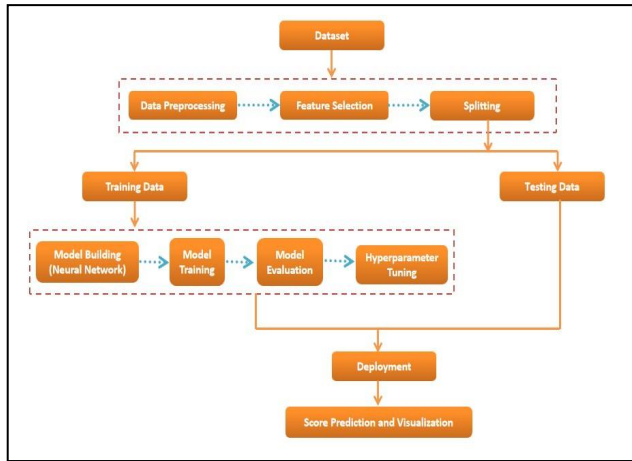 Dataset
Data Preprocessing
Feature Selection
Splitting
Training Data
Testing Data
Model Building
(Neural Network)
Model
Training
Model
Evaluation
Hyperparameter
Tuning
Deployment
Score Prediction and Visualization